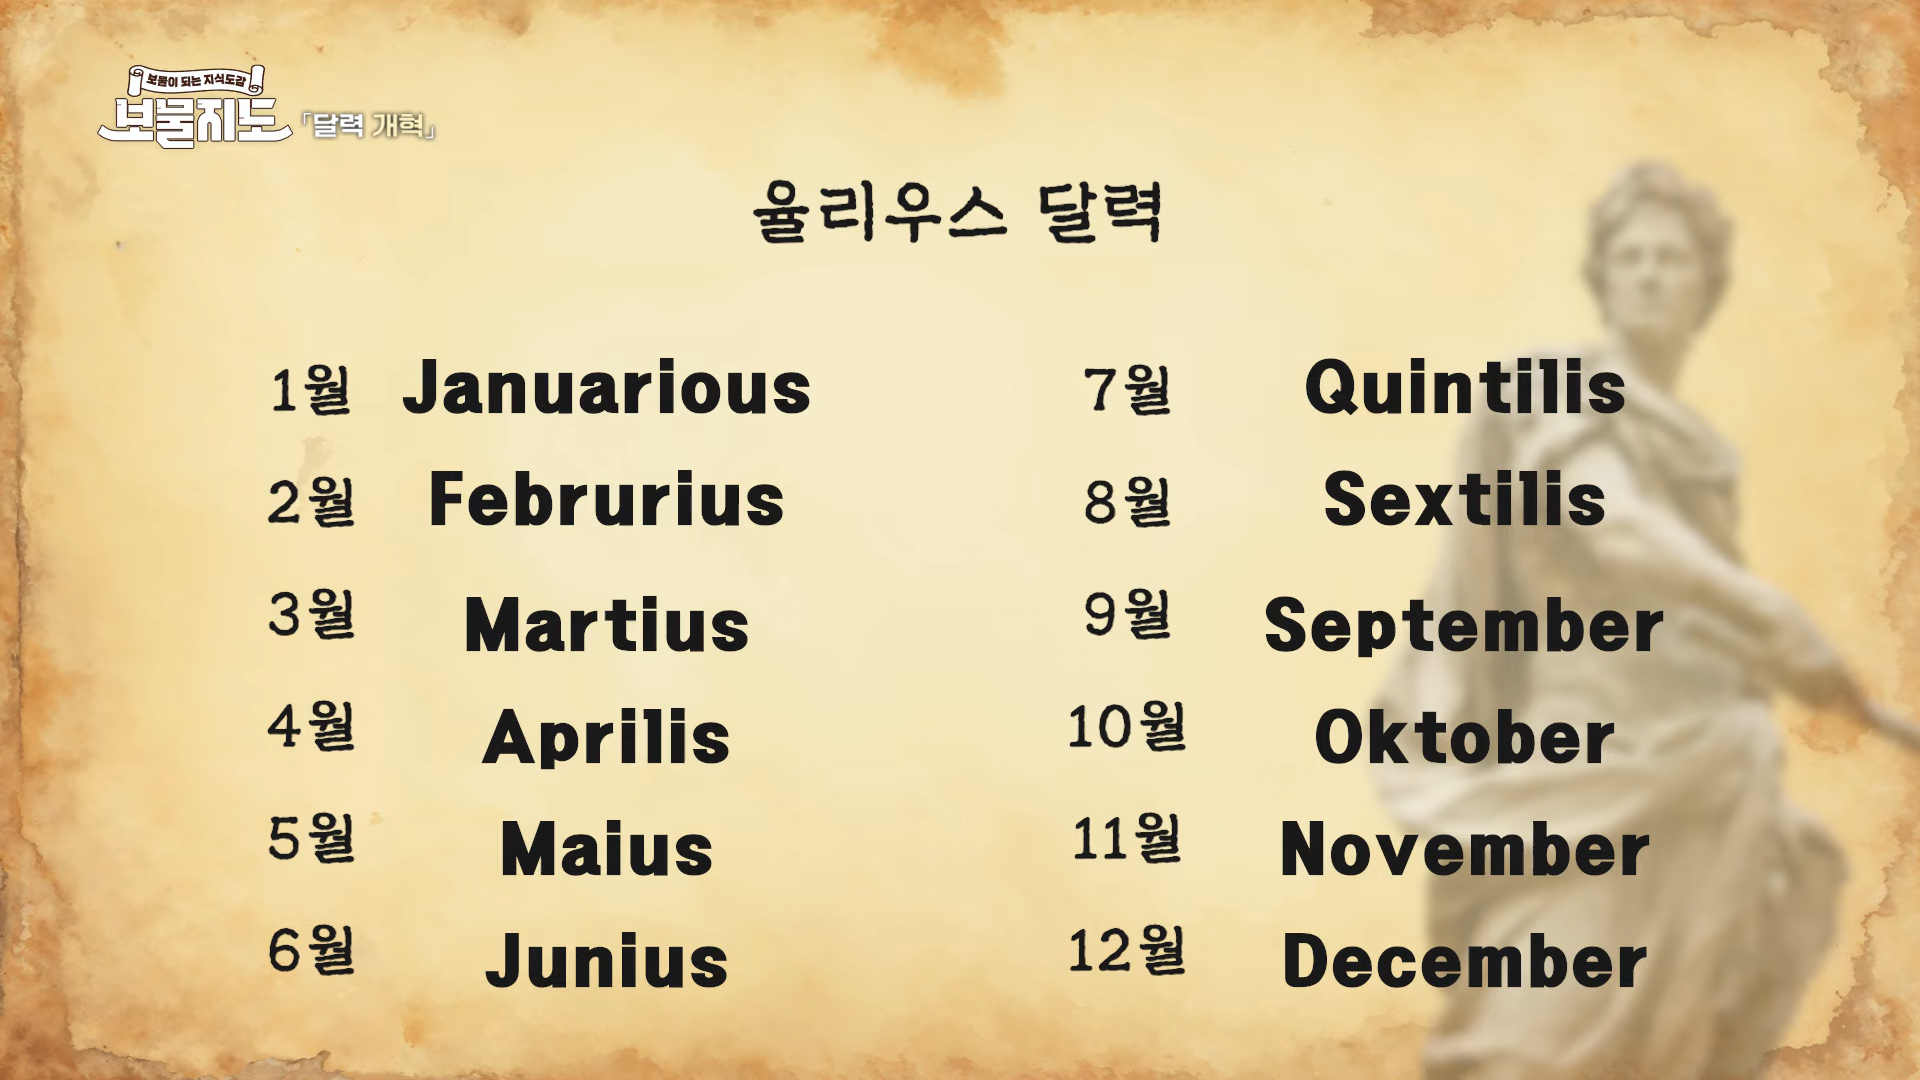 보물이 되는 지식도감
보물지도 「달력 개혁」
율리우스 달력
1월 Januarious
2월 Februrius
3월 Martius
4월 Aprilis
5월 Maius
6월 Junius
7월 Quintilis
8월 Sextilis
9월 September
10월 Oktober
11월 November
12월 December